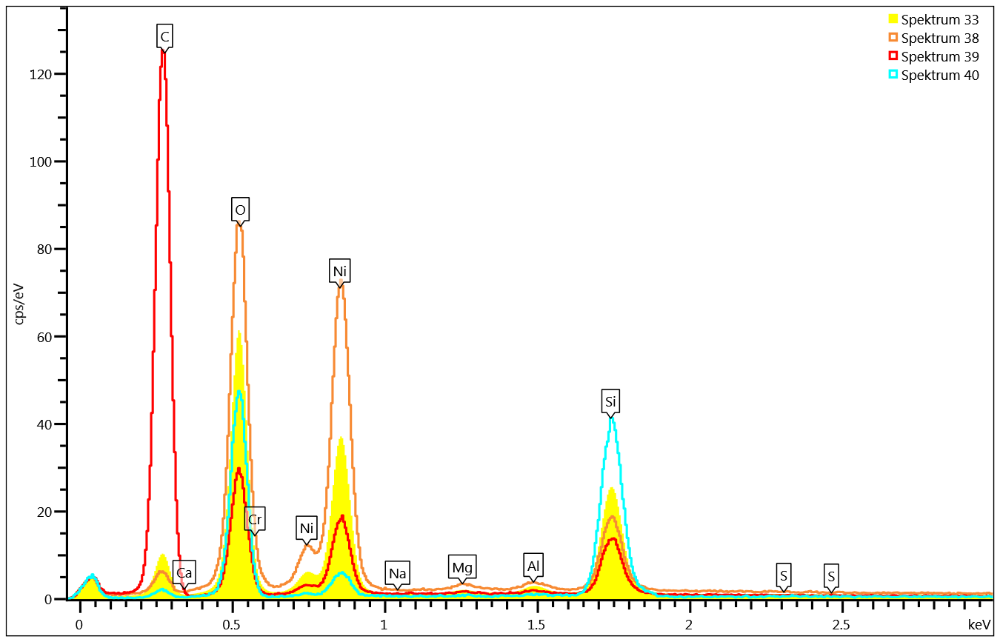 Spektrum 33
Spektrum 38
Spektrum 39
Spektrum 40
C
120
100
O
80
Ni
cps/eV
60
Si
40
20
Cr
Ni
Ca
Na
Mg
Al
S
S
0
0 0.5 1 1.5 2 2.5 keV